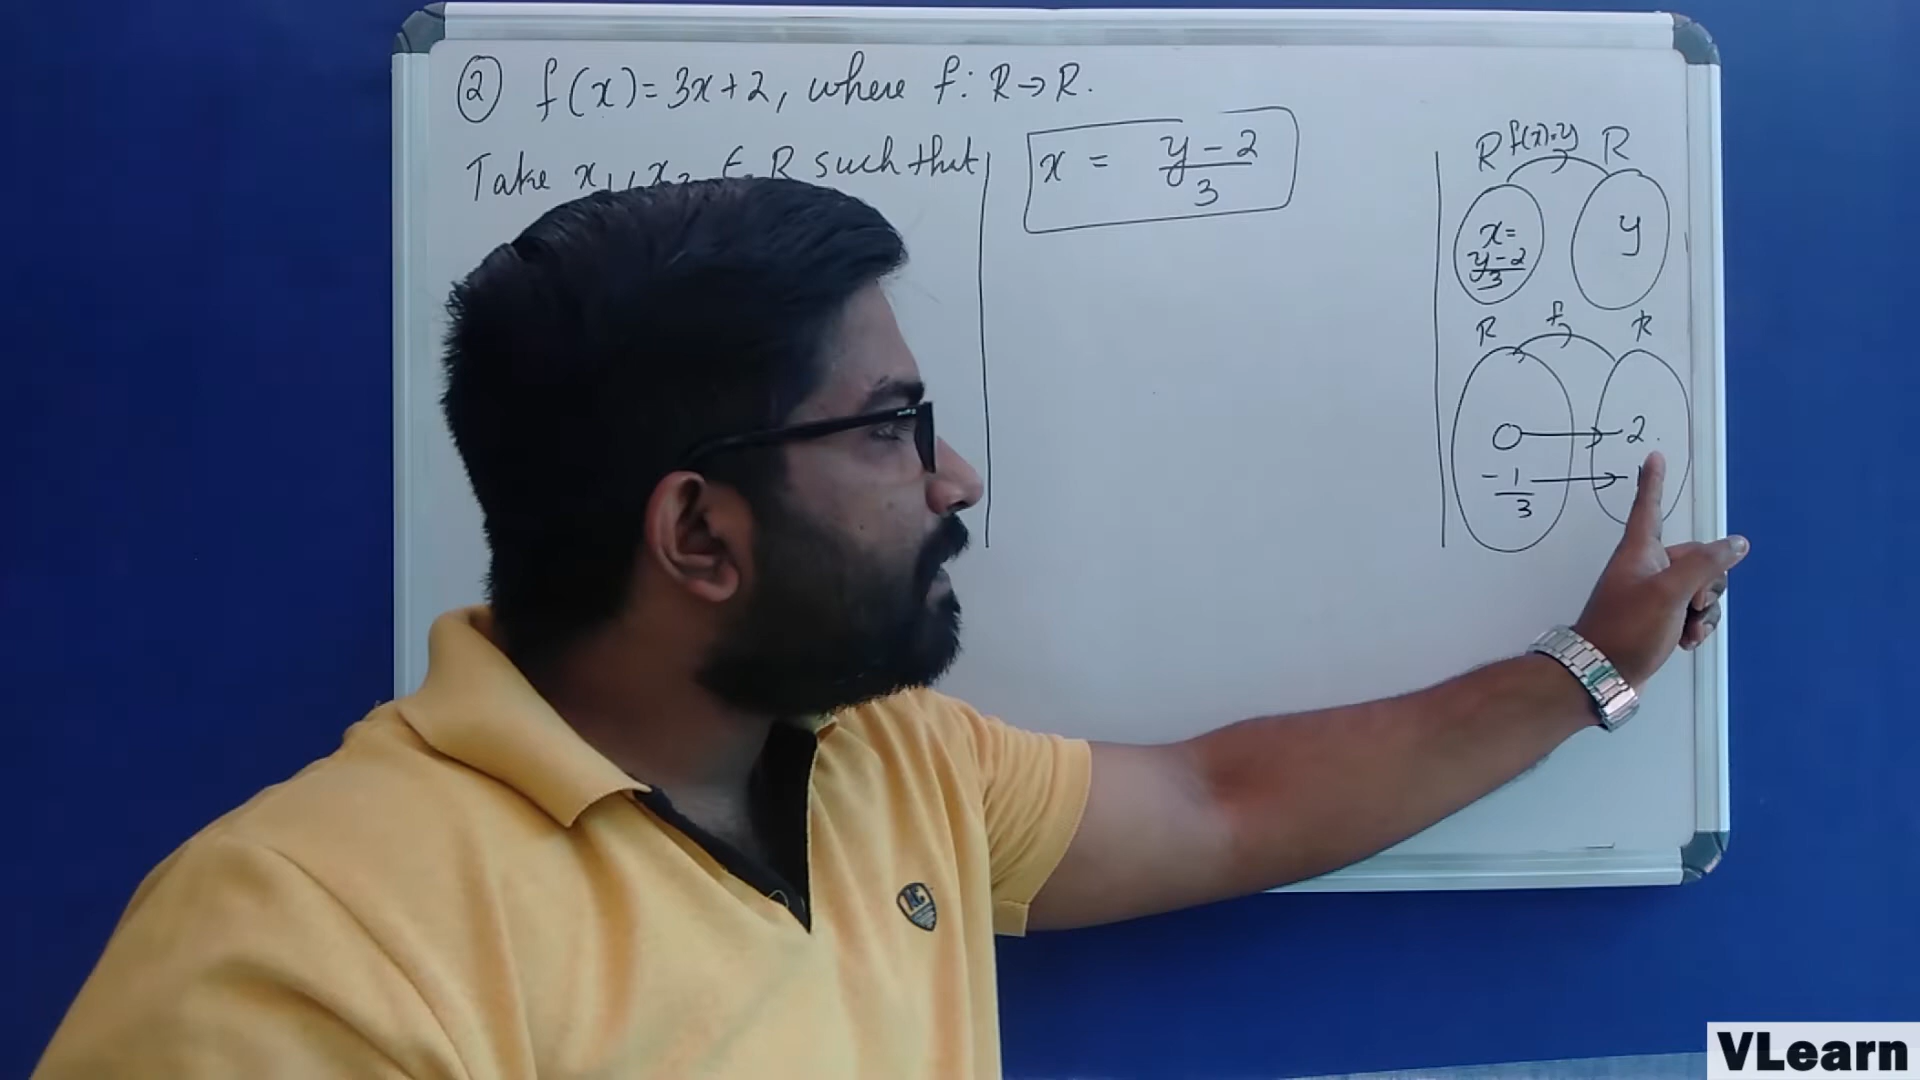 ② f(x) = 3x+2, where f: R→R.
Take x₁, x₂ ∈ R such that
x = (y-2)/3
R f(x)=y R
x=
(y-2)/3
y
R f R
0 → 2.
-1/3 →
VLearn